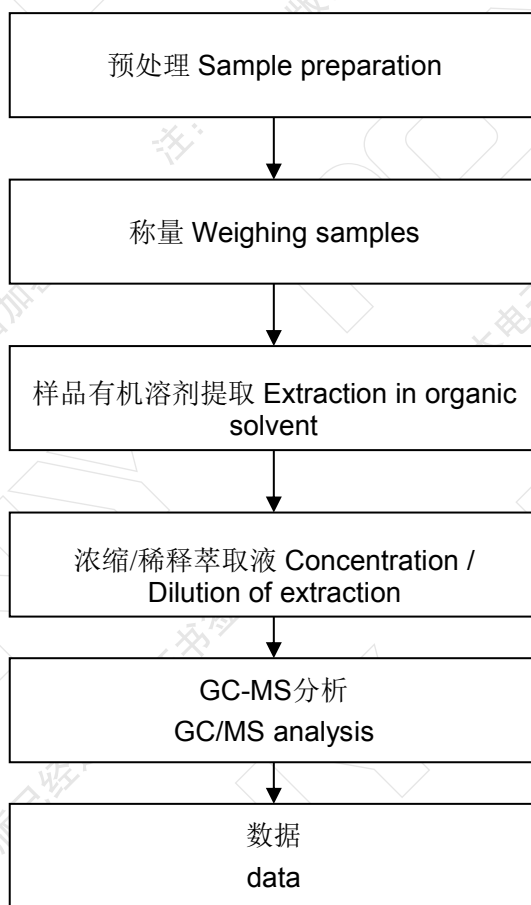 预处理 Sample preparation
称量 Weighing samples
样品有机溶剂提取 Extraction in organic
solvent
浓缩/稀释萃取液 Concentration /
Dilution of extraction
GC-MS分析
GC/MS analysis
数据
data